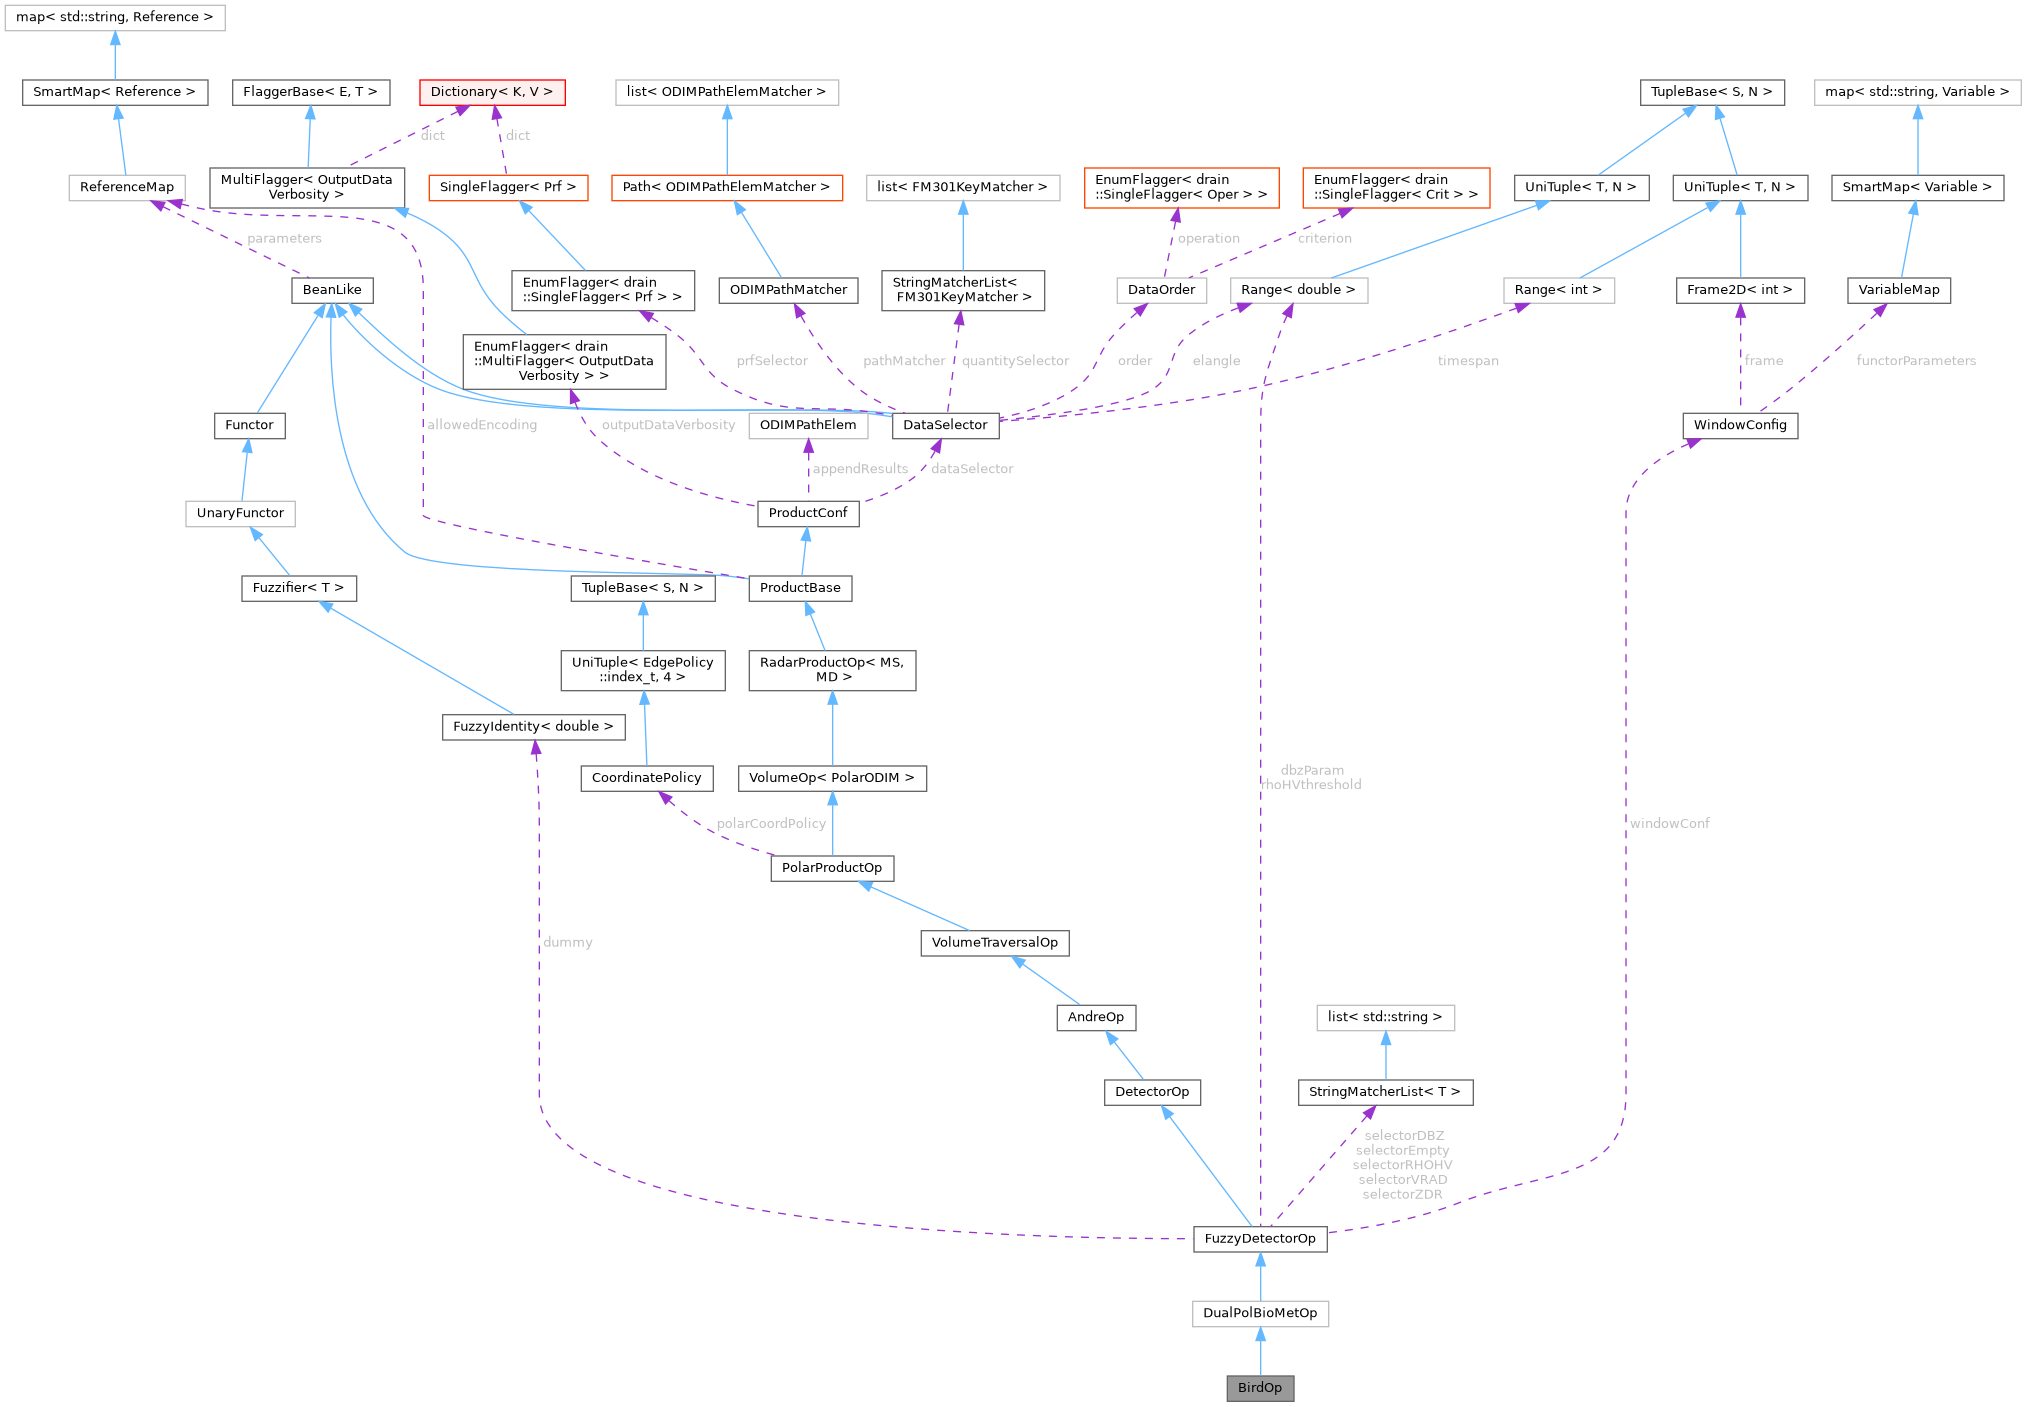 map< std::string, Reference >
SmartMap< Reference >
FlaggerBase< E, T >
Dictionary< K, V >
list< ODIMPathElemMatcher >
TupleBase< S, N >
map< std::string, Variable >
dict
dict
ReferenceMap
MultiFlagger< OutputData
Verbosity >
SingleFlagger< Prf >
Path< ODIMPathElemMatcher >
list< FM301KeyMatcher >
EnumFlagger< drain
::SingleFlagger< Oper > >
EnumFlagger< drain
::SingleFlagger< Crit > >
UniTuple< T, N >
UniTuple< T, N >
SmartMap< Variable >
parameters
operation
criterion
BeanLike
EnumFlagger< drain
::SingleFlagger< Prf > >
ODIMPathMatcher
StringMatcherList<
FM301KeyMatcher >
DataOrder
Range< double >
Range< int >
Frame2D< int >
VariableMap
EnumFlagger< drain
::MultiFlagger< OutputData
Verbosity > >
prfSelector
pathMatcher
quantitySelector
order
elangle
timespan
frame
functorParameters
Functor
allowedEncoding
outputDataVerbosity
ODIMPathElem
DataSelector
WindowConfig
appendResults
dataSelector
UnaryFunctor
ProductConf
Fuzzifier< T >
TupleBase< S, N >
ProductBase
UniTuple< EdgePolicy
::index_t, 4 >
RadarProductOp< MS,
MD >
FuzzyIdentity< double >
CoordinatePolicy
VolumeOp< PolarODIM >
dbzParam
rhoHVthreshold
polarCoordPolicy
windowConf
PolarProductOp
dummy
VolumeTraversalOp
AndreOp
list< std::string >
DetectorOp
StringMatcherList< T >
selectorDBZ
selectorEmpty
selectorRHOHV
selectorVRAD
selectorZDR
FuzzyDetectorOp
DualPolBioMetOp
BirdOp